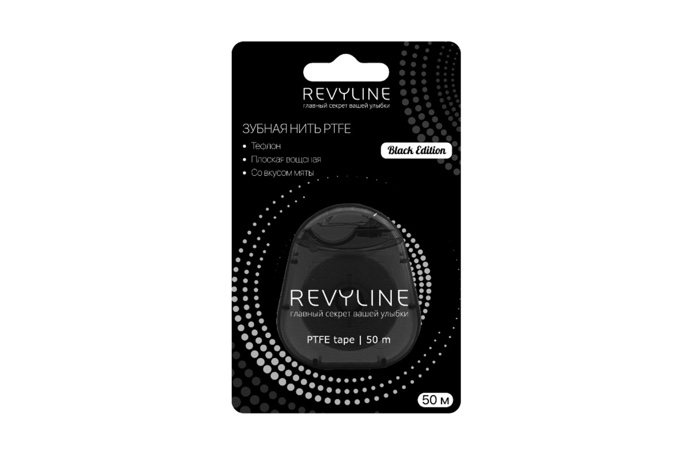 REVYLINE
главный секрет вашей улыбки
ЗУБНАЯ НИТЬ PTFE
• Тефлон
• Плоская вощеная
• Со вкусом мяты
Black Edition
REVYLINE
главный секрет вашей улыбки
PTFE tape | 50 m
50 м